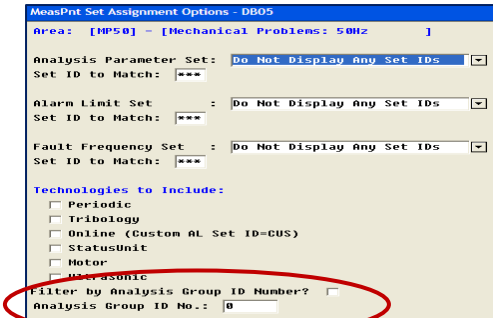 MeasPnt Set Assignment Options - DB05
Area: [MP50] - [Mechanical Problems: 50Hz ]
Analysis Parameter Set: Do Not Display Any Set IDs
Set ID to Match: ***
Alarm Limit Set : Do Not Display Any Set IDs
Set ID to Match: ***
Fault Frequency Set : Do Not Display Any Set IDs
Set ID to Match: ***
Technologies to Include:
Periodic
Tribology
Online (Custom AL Set ID=CUS)
StatusUnit
Motor
Ultrasonic
Filter by Analysis Group ID Number?
Analysis Group ID No.: 0